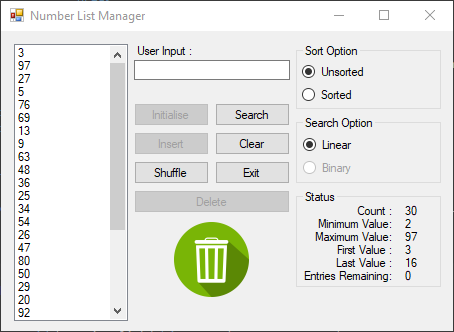 Number List Manager
3
97
27
5
76
69
13
9
63
48
36
25
34
54
26
47
80
50
29
20
92
User Input :
Initialise
Search
Insert
Clear
Shuffle
Exit
Delete
Sort Option
Unsorted
Sorted
Search Option
Linear
Binary
Status
Count : 30
Minimum Value: 2
Maximum Value: 97
First Value : 3
Last Value : 16
Entries Remaining: 0